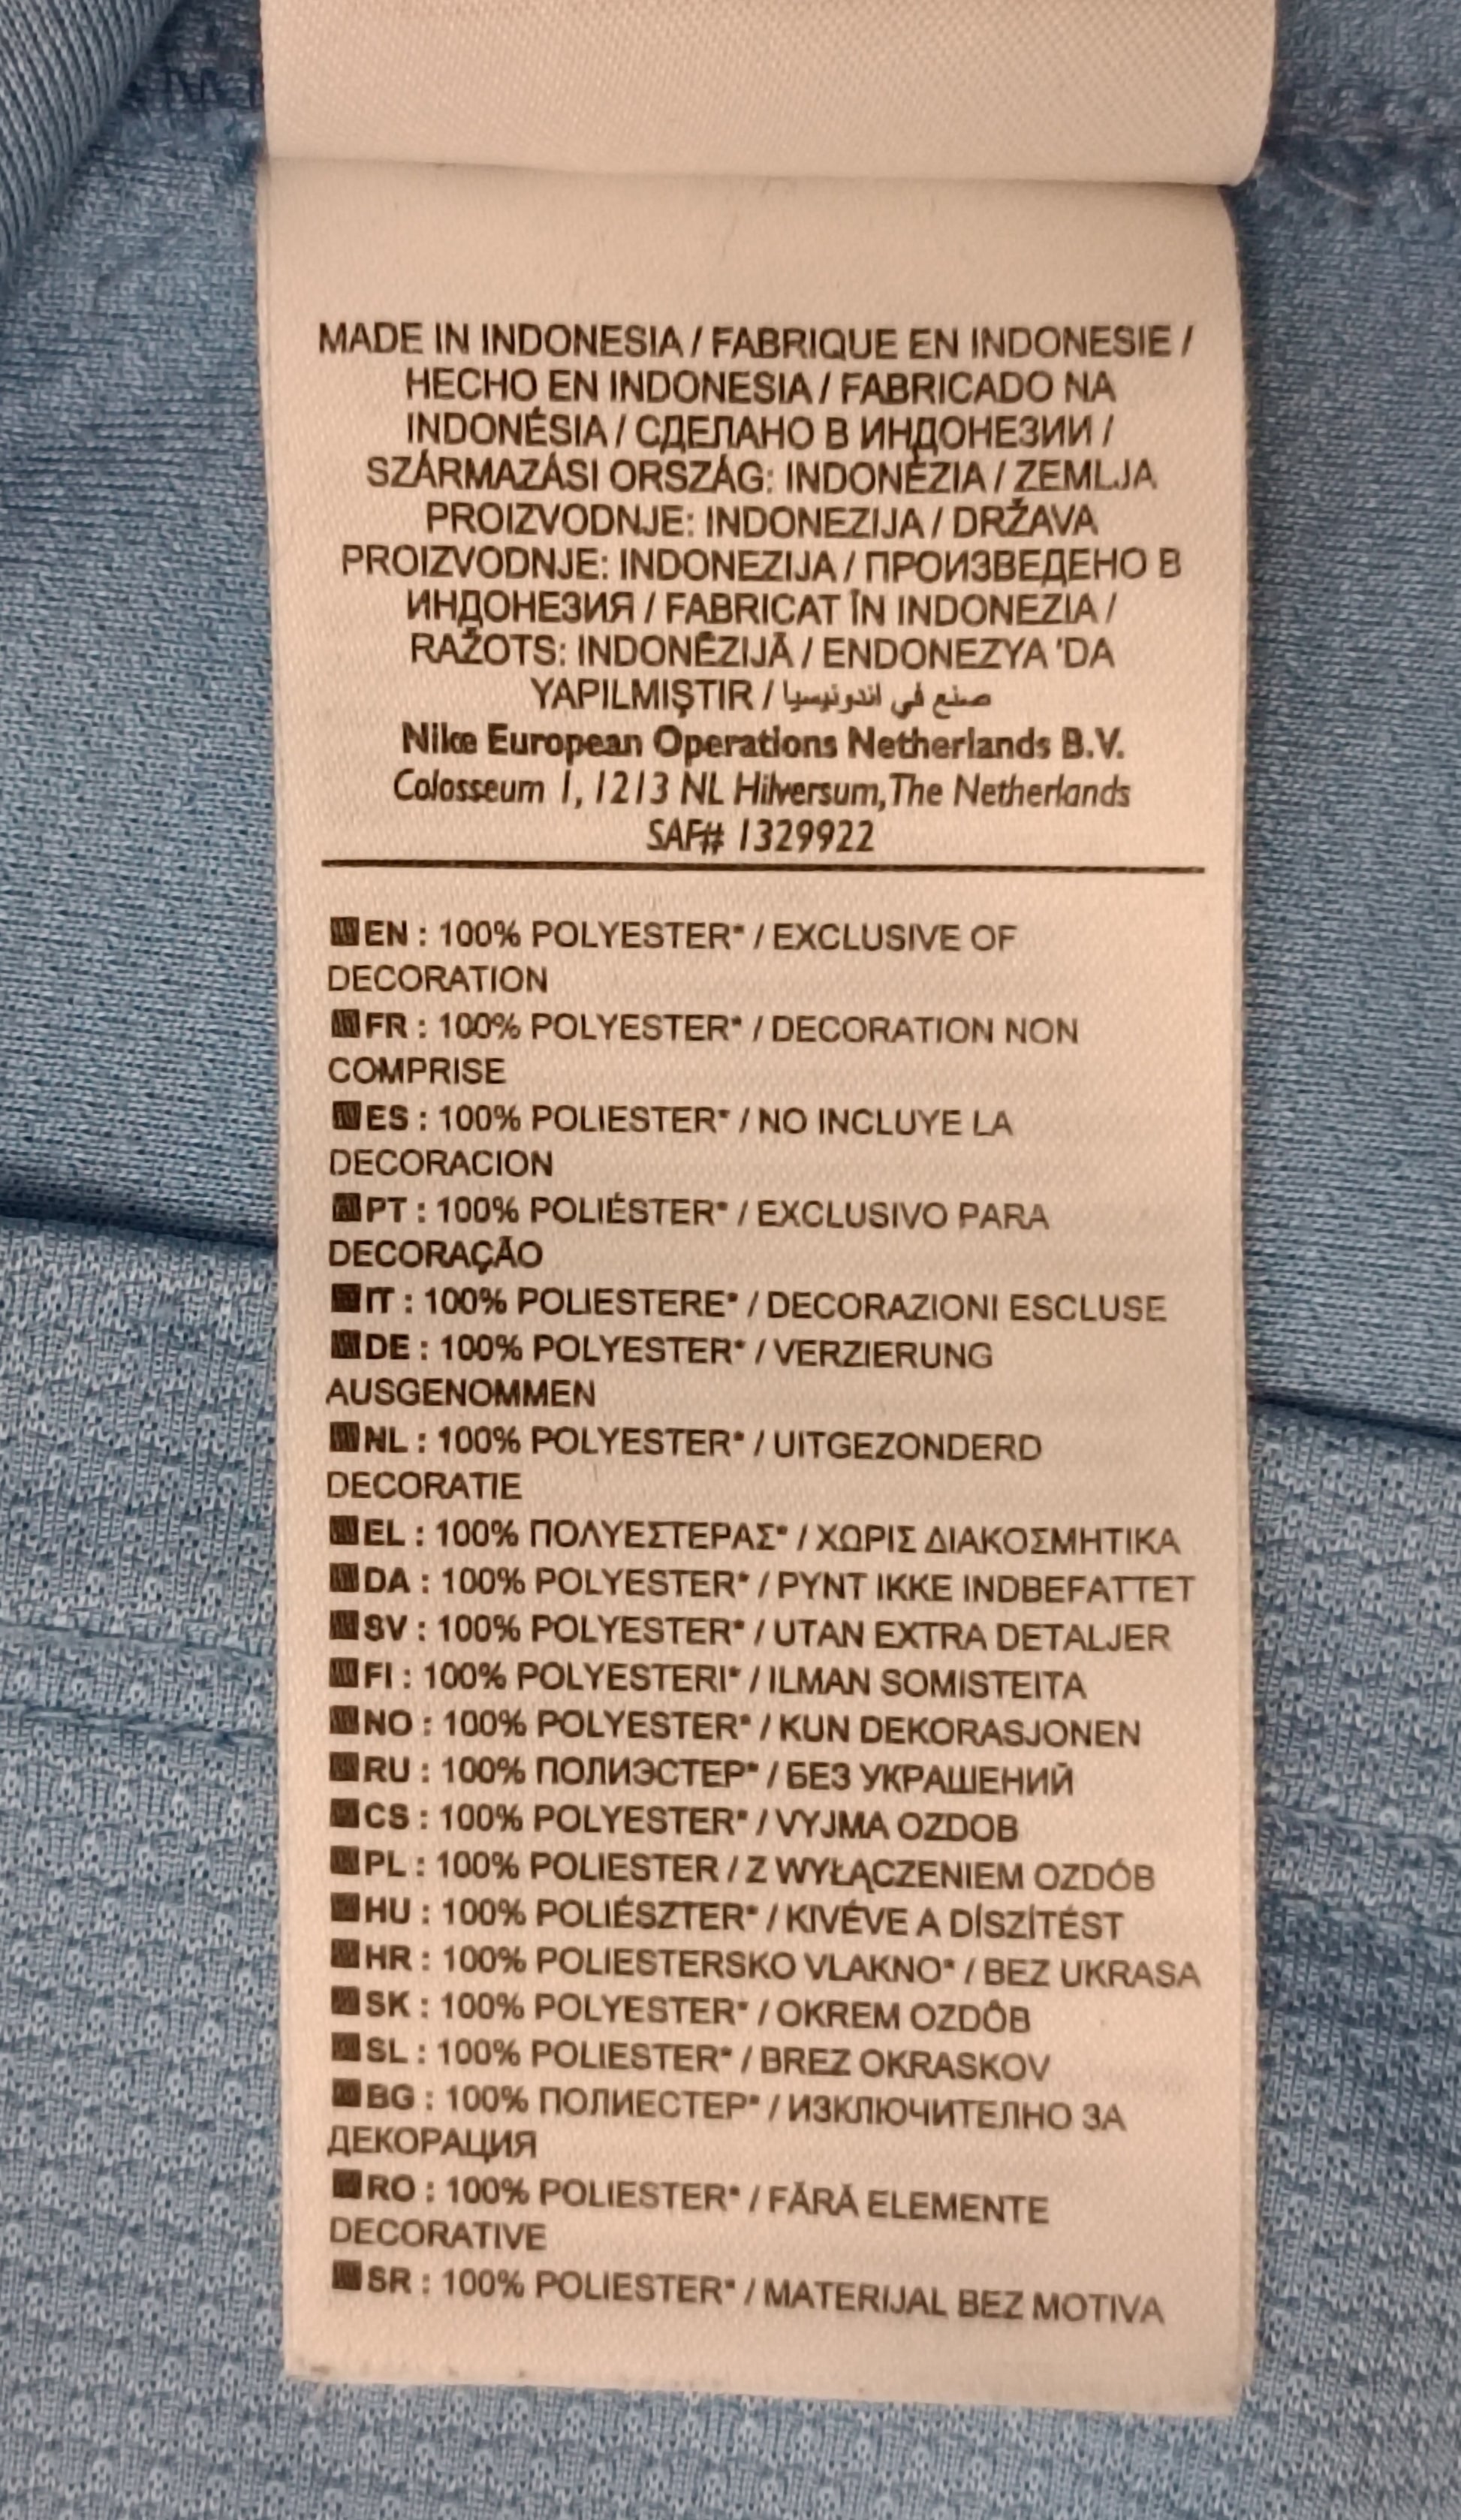 MADE IN INDONESIA / FABRIQUE EN INDONESIE /
HECHO EN INDONESIA / FABRICADO NA
INDONÉSIA / СДЕЛАНО В ИНДОНЕЗИИ /
SZÁRMAZÁSI ORSZÁG: INDONÉZIA / ZEMLJA
PROIZVODNJE: INDONEZIJA / DRŽAVA
PROIZVODNJE: INDONEZIJA / ПРОИЗВЕДЕНО В
ИНДОНЕЗИЯ / FABRICAT ÎN INDONEZIA /
RAŽOTS: INDONĒZIJĀ / ENDONEZYA 'DA
YAPILMIŞTIR / صنع في اندونيسيا
Nike European Operations Netherlands B.V.
Colosseum 1, 1213 NL Hilversum, The Netherlands
SAF# 1329922
EN : 100% POLYESTER* / EXCLUSIVE OF
DECORATION
FR : 100% POLYESTER* / DECORATION NON
COMPRISE
ES : 100% POLIESTER* / NO INCLUYE LA
DECORACION
PT : 100% POLIÉSTER* / EXCLUSIVO PARA
DECORAÇÃO
IT : 100% POLIESTERE* / DECORAZIONI ESCLUSE
DE : 100% POLYESTER* / VERZIERUNG
AUSGENOMMEN
NL : 100% POLYESTER* / UITGEZONDERD
DECORATIE
EL : 100% ΠΟΛΥΕΣΤΕΡΑΣ* / ΧΩΡΙΣ ΔΙΑΚΟΣΜΗΤΙΚΑ
DA : 100% POLYESTER* / PYNT IKKE INDBEFATTET
SV : 100% POLYESTER* / UTAN EXTRA DETALJER
FI : 100% POLYESTERI* / ILMAN SOMISTEITA
NO : 100% POLYESTER* / KUN DEKORASJONEN
RU : 100% ПОЛИЭСТЕР* / БЕЗ УКРАШЕНИЙ
CS : 100% POLYESTER* / VYJMA OZDOB
PL : 100% POLIESTER / Z WYŁĄCZENIEM OZDÓB
HU : 100% POLIÉSZTER* / KIVÉVE A DÍSZÍTÉST
HR : 100% POLIESTERSKO VLAKNO* / BEZ UKRASA
SK : 100% POLYESTER* / OKREM OZDÔB
SL : 100% POLIESTER* / BREZ OKRASKOV
BG : 100% ПОЛИЕСТЕР* / ИЗКЛЮЧИТЕЛНО ЗА
ДЕКОРАЦИЯ
RO : 100% POLIESTER* / FĂRĂ ELEMENTE
DECORATIVE
SR : 100% POLIESTER* / MATERIJAL BEZ MOTIVA